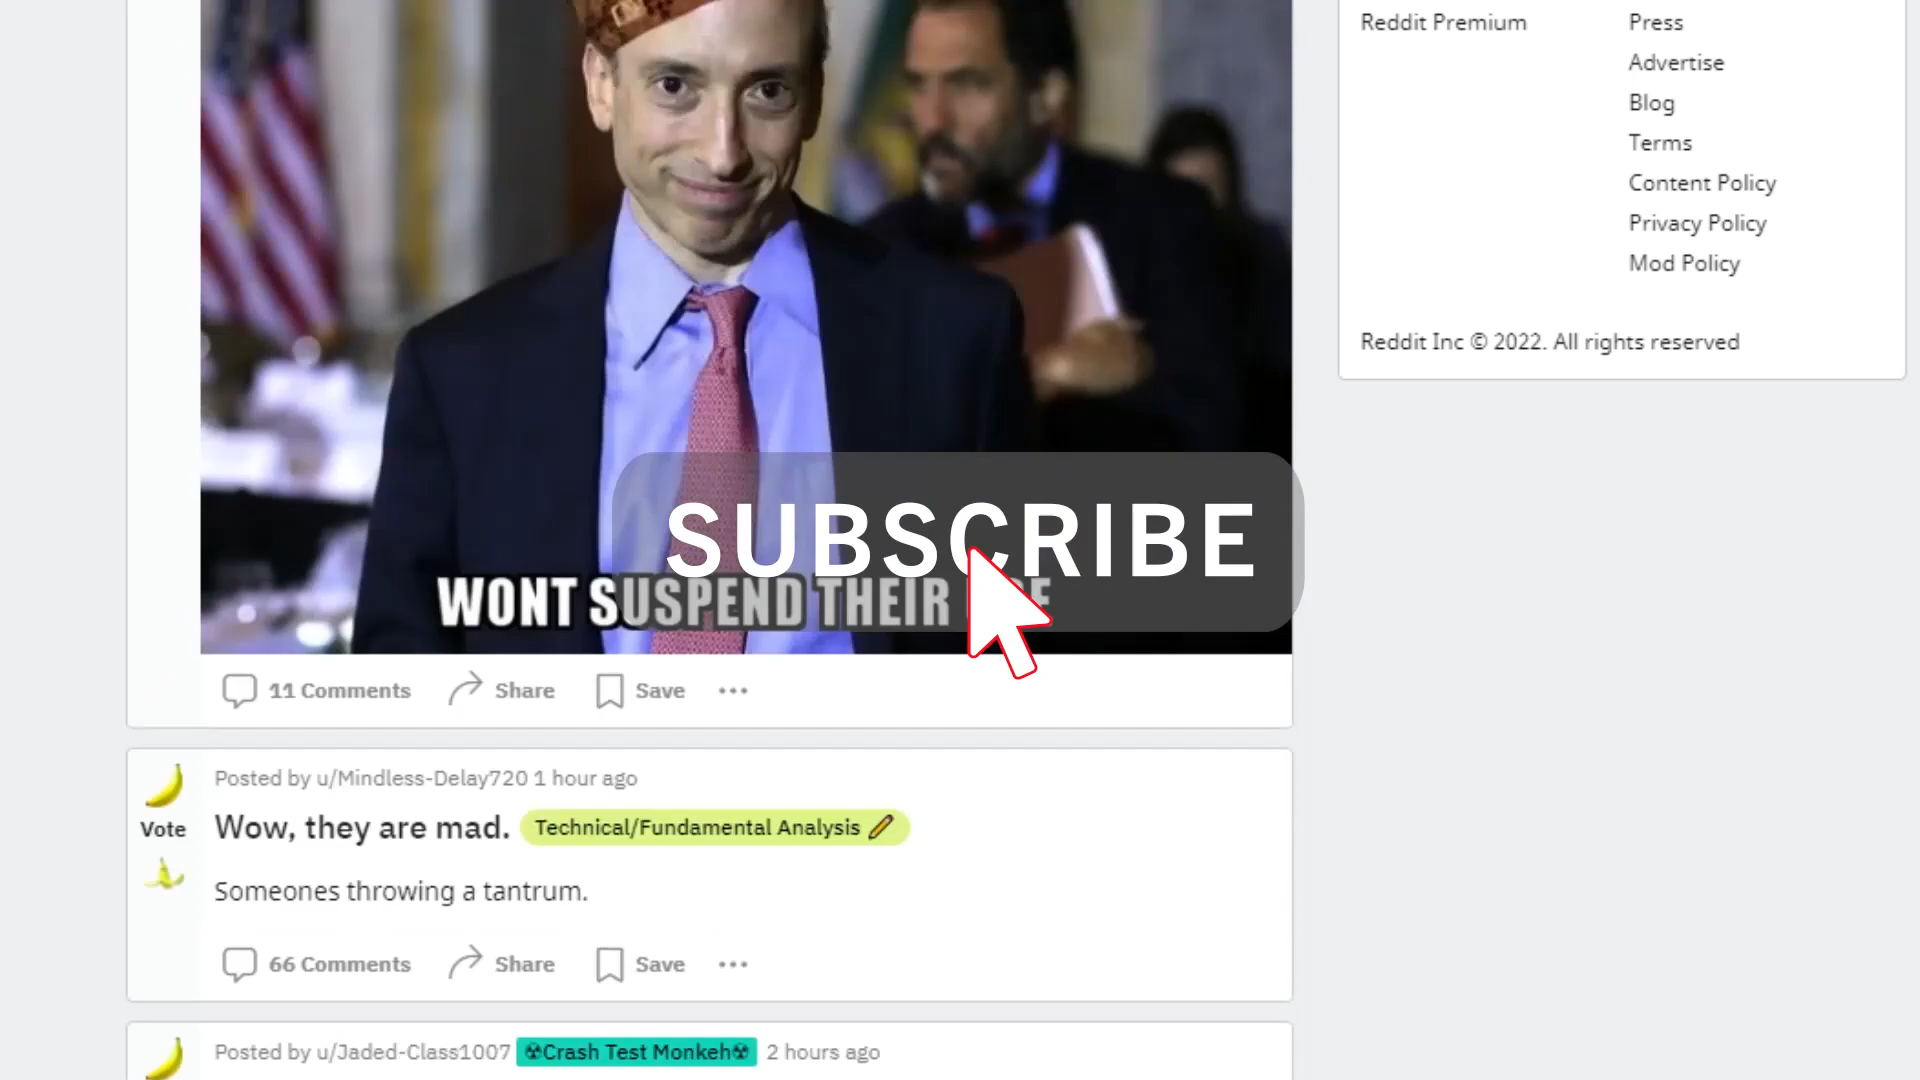 Reddit Premium
Press
Advertise
Blog
Terms
Content Policy
Privacy Policy
Mod Policy
Reddit Inc © 2022. All rights reserved
SUBSCRIBE
WONT SUSPEND THEIR
11 Comments Share Save
Posted by u/Mindless-Delay720 1 hour ago
Vote
Wow, they are mad. Technical/Fundamental Analysis
Someones throwing a tantrum.
66 Comments Share Save
Posted by u/Jaded-Class1007 ☢Crash Test Monkeh☢ 2 hours ago